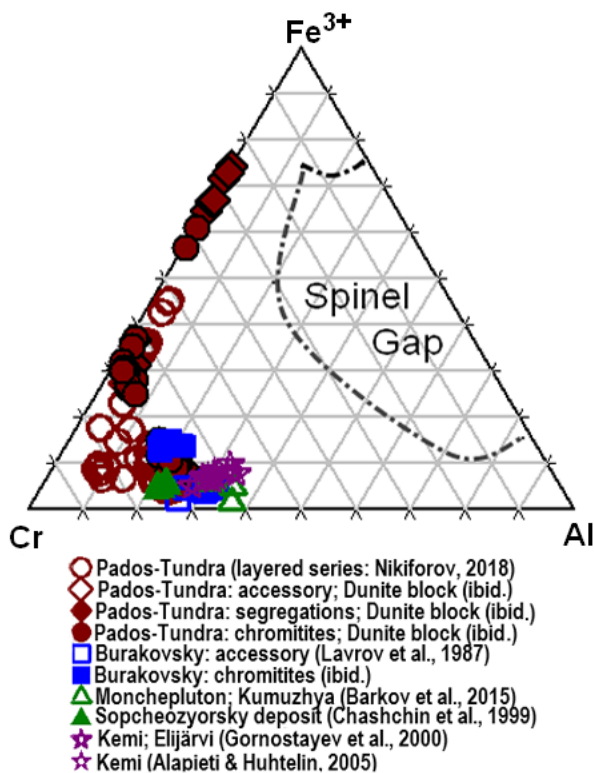 Fe3+
Spinel
Gap
Cr
Al
Pados-Tundra (layered series: Nikiforov, 2018)
Pados-Tundra: accessory; Dunite block (ibid.)
Pados-Tundra: segregations; Dunite block (ibid.)
Pados-Tundra: chromitites; Dunite block (ibid.)
Burakovsky: accessory (Lavrov et al., 1987)
Burakovsky: chromitites (ibid.)
Monchepluton; Kumuzhya (Barkov et al., 2015)
Sopcheozyorsky deposit (Chashchin et al., 1999)
Kemi; Elijärvi (Gornostayev et al., 2000)
Kemi (Alapieti & Huhtelin, 2005)